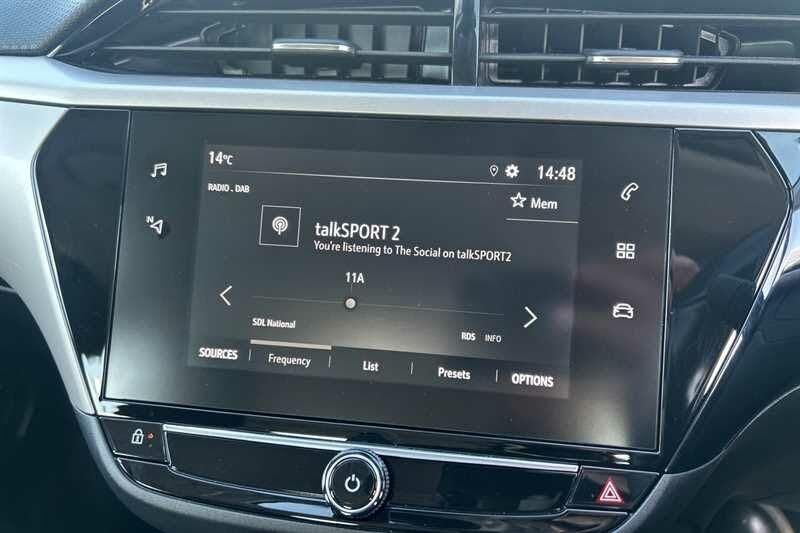 14°C
14:48
RADIO . DAB
Mem
talkSPORT 2
You're listening to The Social on talkSPORT2
11A
SDL National
RDS INFO
SOURCES Frequency List Presets OPTIONS
N